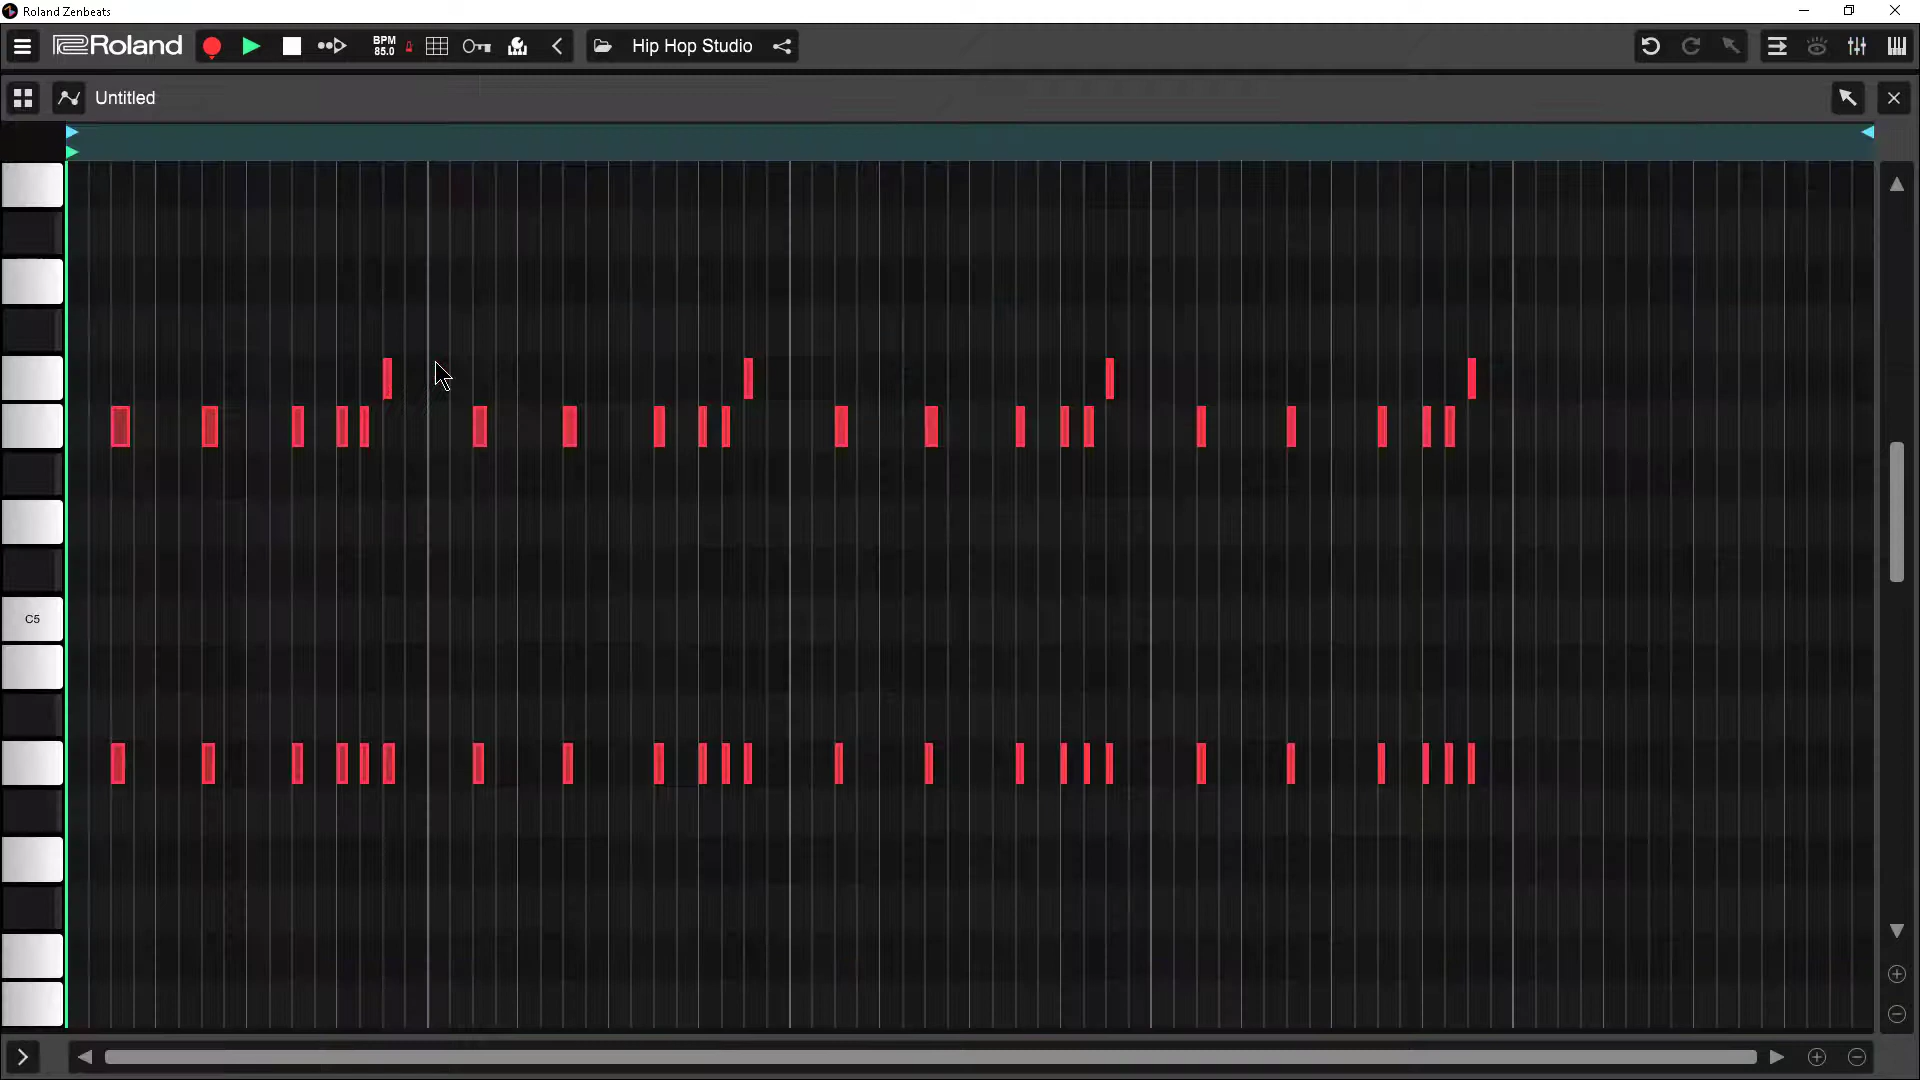 Roland Zenbeats
Roland
BPM
85.0
Hip Hop Studio
Untitled
C5